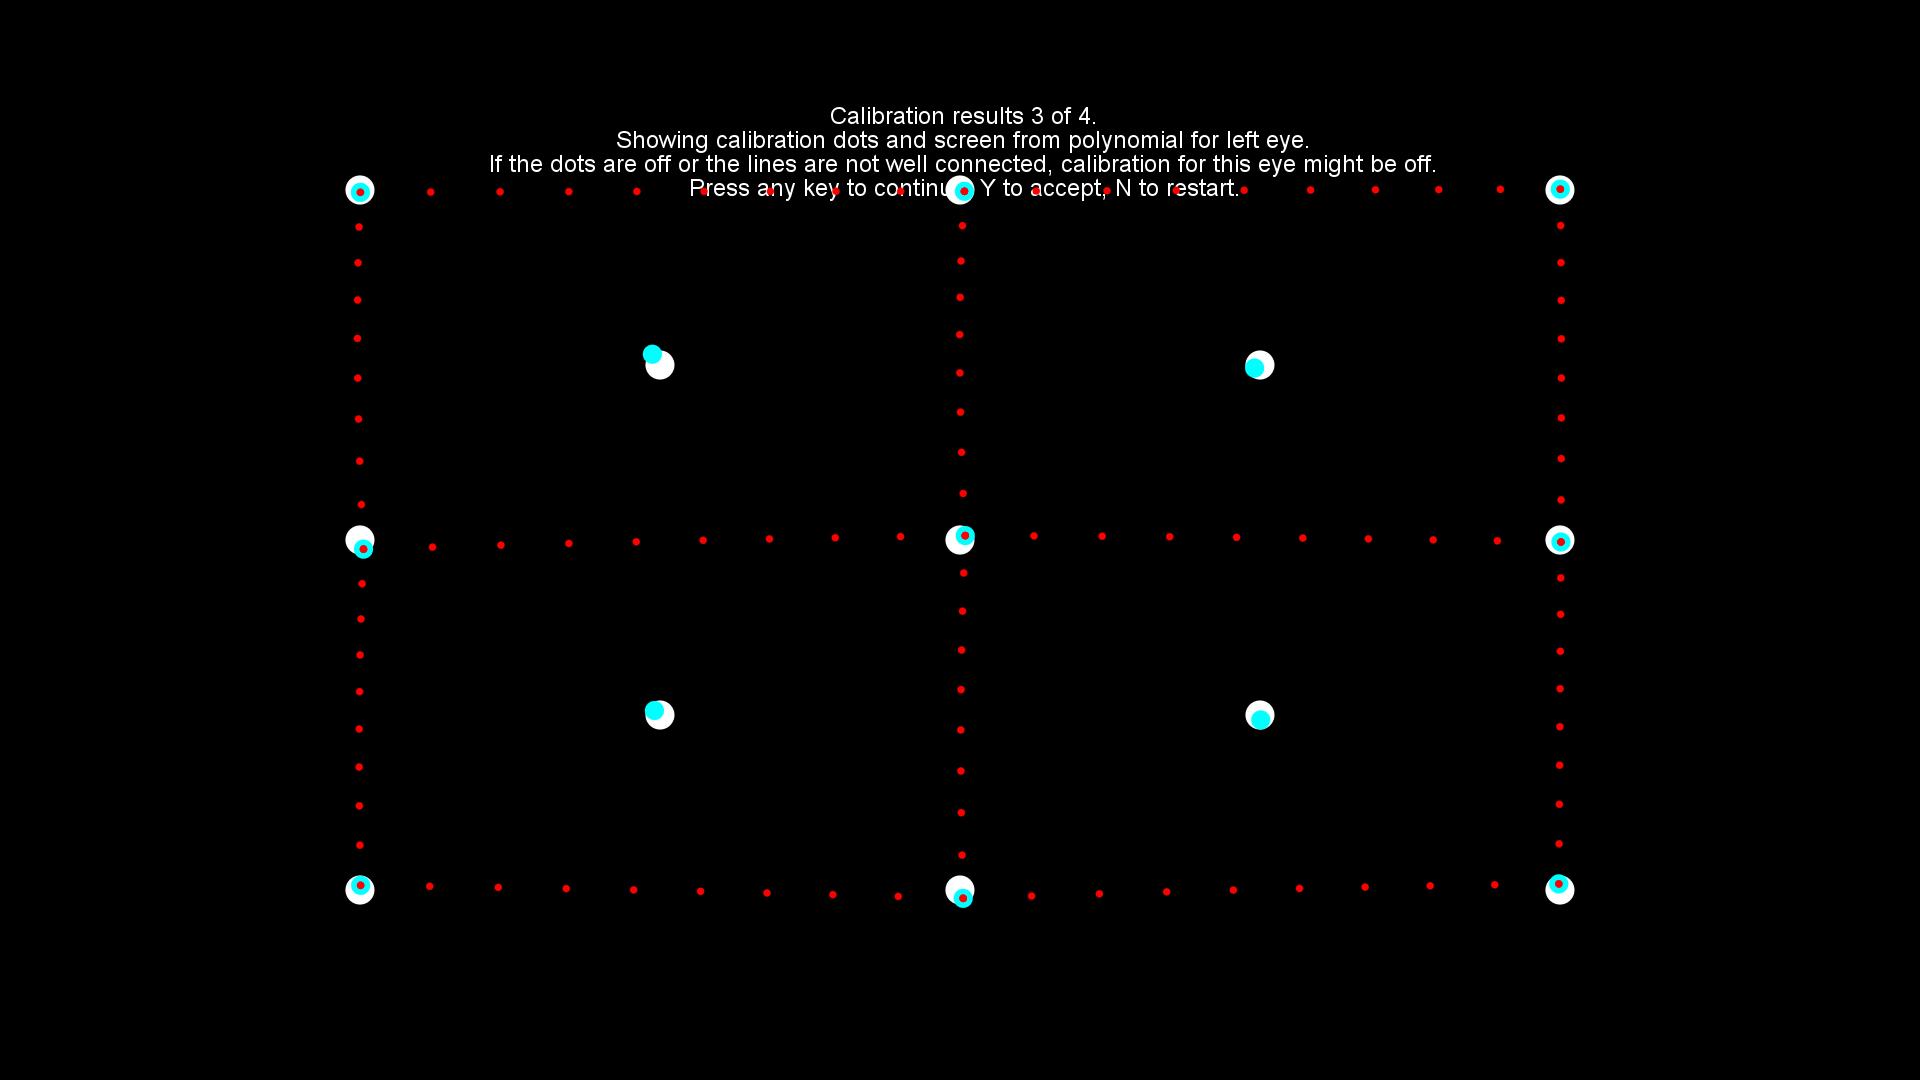 Calibration results 3 of 4.
Showing calibration dots and screen from polynomial for left eye.
If the dots are off or the lines are not well connected, calibration for this eye might be off.
Press any key to continue, Y to accept, N to restart.